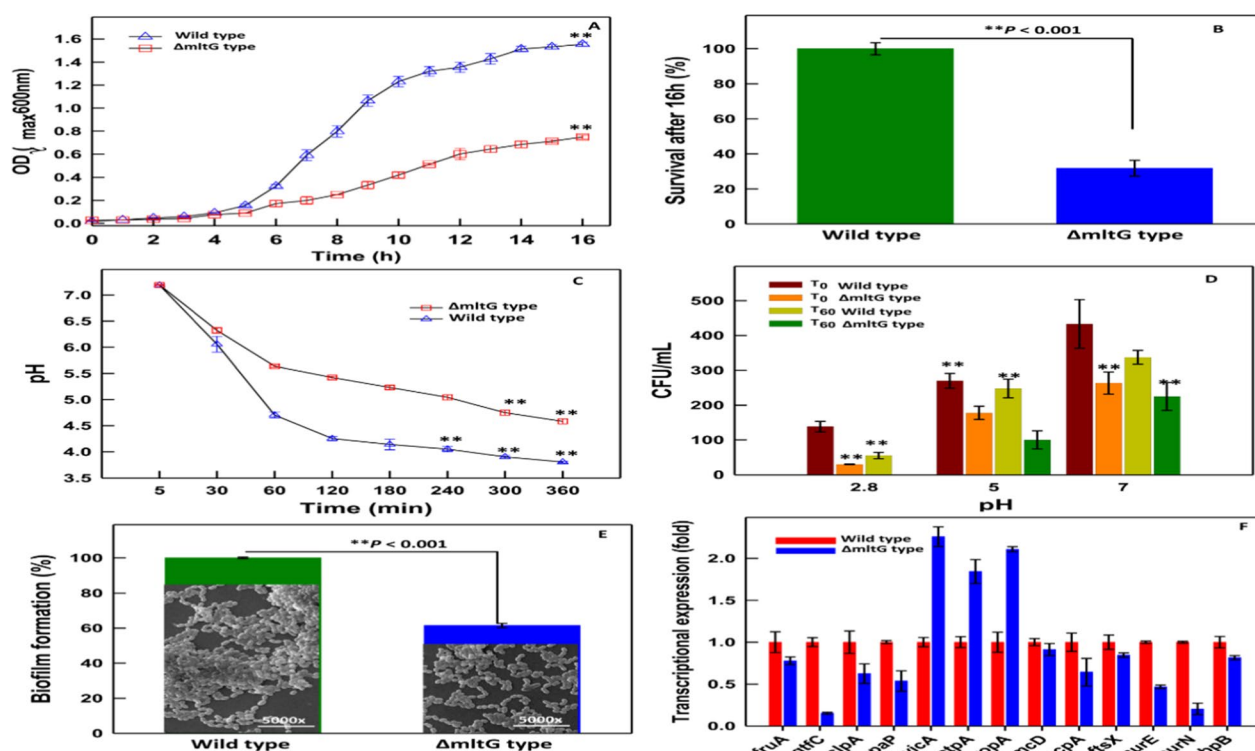 A
Wild type
ΔmltG type
**
**
OD γmax600nm
1.6
1.4
1.2
1.0
0.8
0.6
0.4
0.2
0.0
0 2 4 6 8 10 12 14 16
Time (h)
B
**P < 0.001
Survival after 16h (%)
100
80
60
40
20
0
Wild type ΔmltG type
C
ΔmltG type
Wild type
pH
7.0
6.5
6.0
5.5
5.0
4.5
4.0
3.5
** **
** ** **
5 30 60 120 180 240 300 360
Time (min)
D
T0 Wild type
T0 ΔmltG type
T60 Wild type
T60 ΔmltG type
CFU/mL
500
400
300
200
100
0
** ** ** ** ** **
2.8 5 7
pH
E
**P < 0.001
Biofilm formation (%)
100
80
60
40
20
0
5000x 5000x
Wild type ΔmltG type
F
Wild type
ΔmltG type
Transcriptional expression (fold)
2.0
1.5
1.0
0.5
0.0
fruA
ftsX